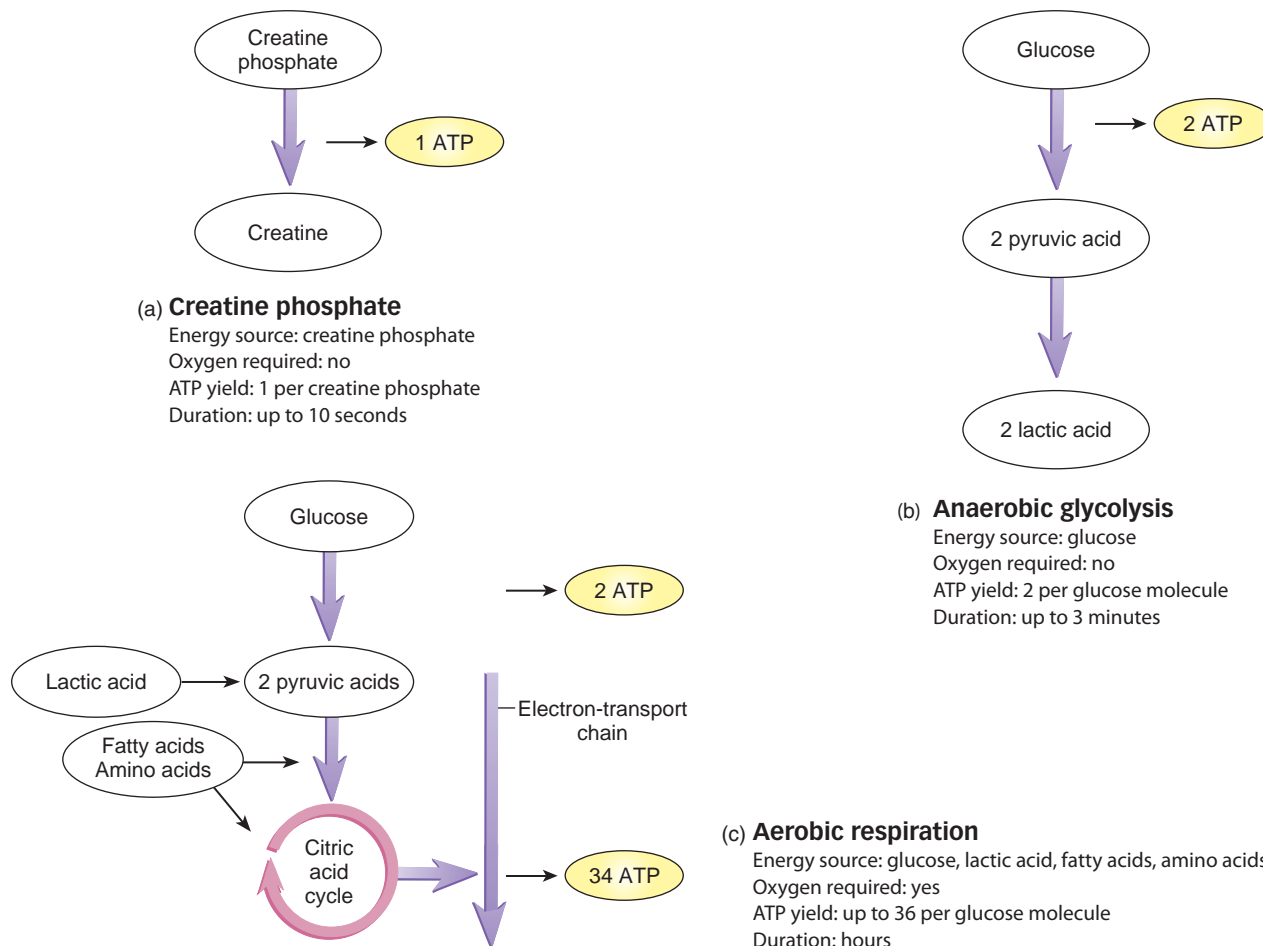 Creatine
phosphate
1 ATP
Creatine
(a) Creatine phosphate
Energy source: creatine phosphate
Oxygen required: no
ATP yield: 1 per creatine phosphate
Duration: up to 10 seconds
Glucose
2 ATP
2 pyruvic acid
2 lactic acid
(b) Anaerobic glycolysis
Energy source: glucose
Oxygen required: no
ATP yield: 2 per glucose molecule
Duration: up to 3 minutes
Glucose
2 ATP
Lactic acid
2 pyruvic acids
Electron-transport
chain
Fatty acids
Amino acids
Citric
acid
cycle
34 ATP
(c) Aerobic respiration
Energy source: glucose, lactic acid, fatty acids, amino acids
Oxygen required: yes
ATP yield: up to 36 per glucose molecule
Duration: hours